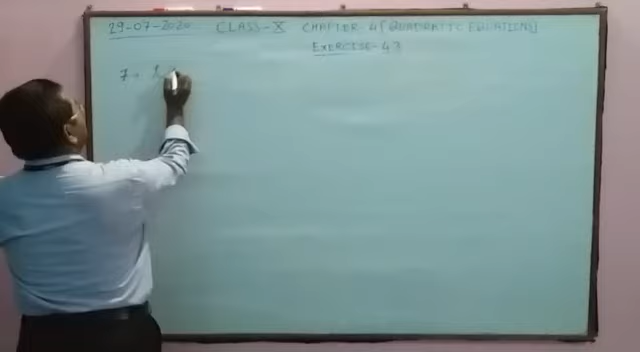 29-07-2020 CLASS-X CHAPTER-4(QUADRATIC EQUATIONS)
EXERCISE-4.3
7.